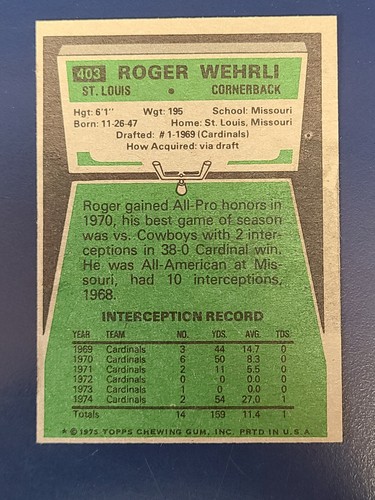 403 ROGER WEHRLI
ST. LOUIS • CORNERBACK
Hgt: 6'1" Wgt: 195 School: Missouri
Born: 11-26-47 Home: St. Louis, Missouri
Drafted: #1-1969 (Cardinals)
How Acquired: via draft
Roger gained All-Pro honors in
1970, his best game of season
was vs. Cowboys with 2 inter-
ceptions in 38-0 Cardinal win.
He was All-American at Mis-
souri, had 10 interceptions,
1968.
INTERCEPTION RECORD
YEAR TEAM NO. YDS. AVG. TDS
1969 Cardinals 3 44 14.7 0
1970 Cardinals 6 50 8.3 0
1971 Cardinals 2 11 5.5 0
1972 Cardinals 0 0 0.0 0
1973 Cardinals 1 0 0.0 0
1974 Cardinals 2 54 27.0 1
Totals 14 159 11.4 1
* © 1975 TOPPS CHEWING GUM, INC. PRTD IN U.S.A.